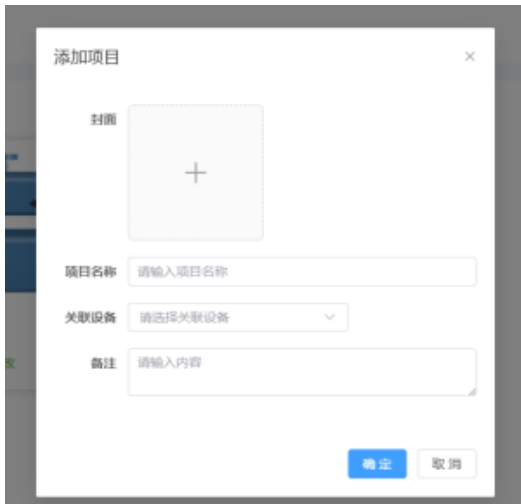 添加项目
封面
项目名称 请输入项目名称
关联设备 请选择关联设备
备注 请输入内容
改
确定 取消